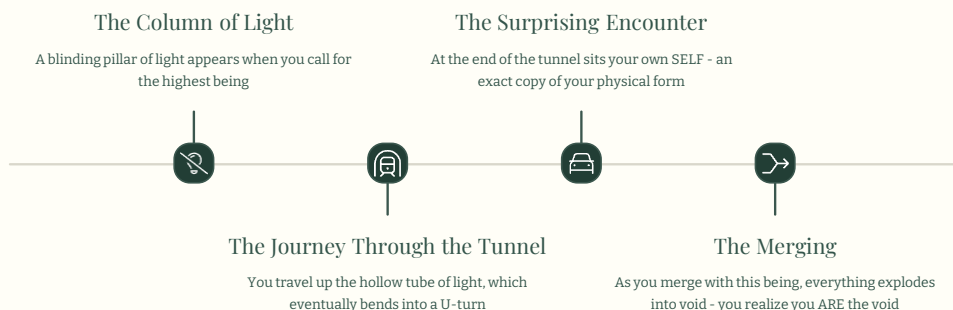 The Column of Light
A blinding pillar of light appears when you call for
the highest being
The Surprising Encounter
At the end of the tunnel sits your own SELF - an
exact copy of your physical form
The Journey Through the Tunnel
You travel up the hollow tube of light, which
eventually bends into a U-turn
The Merging
As you merge with this being, everything explodes
into void - you realize you ARE the void